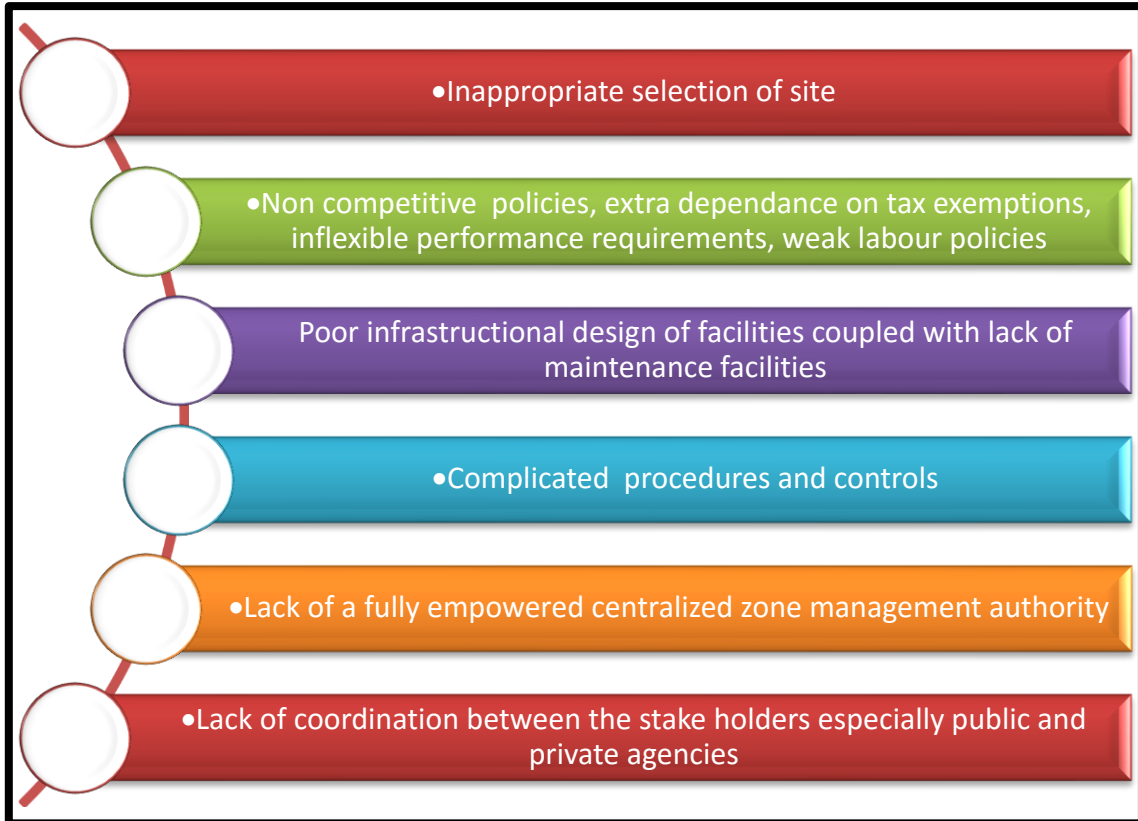 •Inappropriate selection of site
•Non competitive  policies, extra dependance on tax exemptions,
inflexible performance requirements, weak labour policies
Poor infrastructional design of facilities coupled with lack of
maintenance facilities
•Complicated  procedures and controls
•Lack of a fully empowered centralized zone management authority
•Lack of coordination between the stake holders especially public and
private agencies